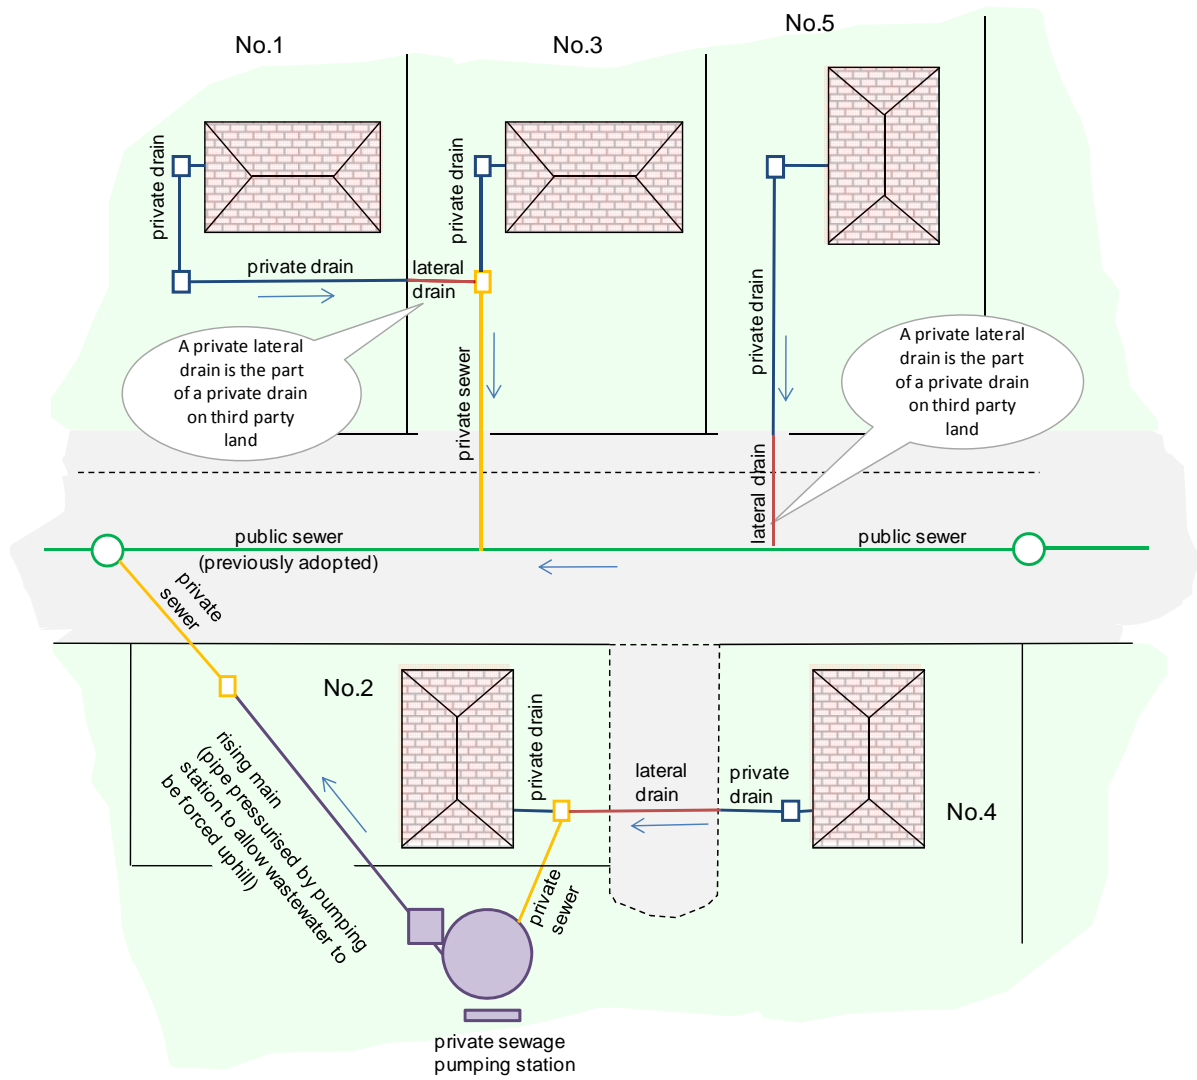 No.1
No.3
No.5
private drain
private drain
private drain
lateral
drain
private drain
A private lateral
drain is the part
of a private drain
on third party
land
private sewer
A private lateral
drain is the part
of a private drain
on third party
land
lateral drain
public sewer
(previously adopted)
public sewer
private
sewer
No.2
private drain
lateral
drain
private
drain
No.4
rising main
(pipe pressurised by pumping
station to allow wastewater to
be forced uphill)
private
sewer
private sewage
pumping station